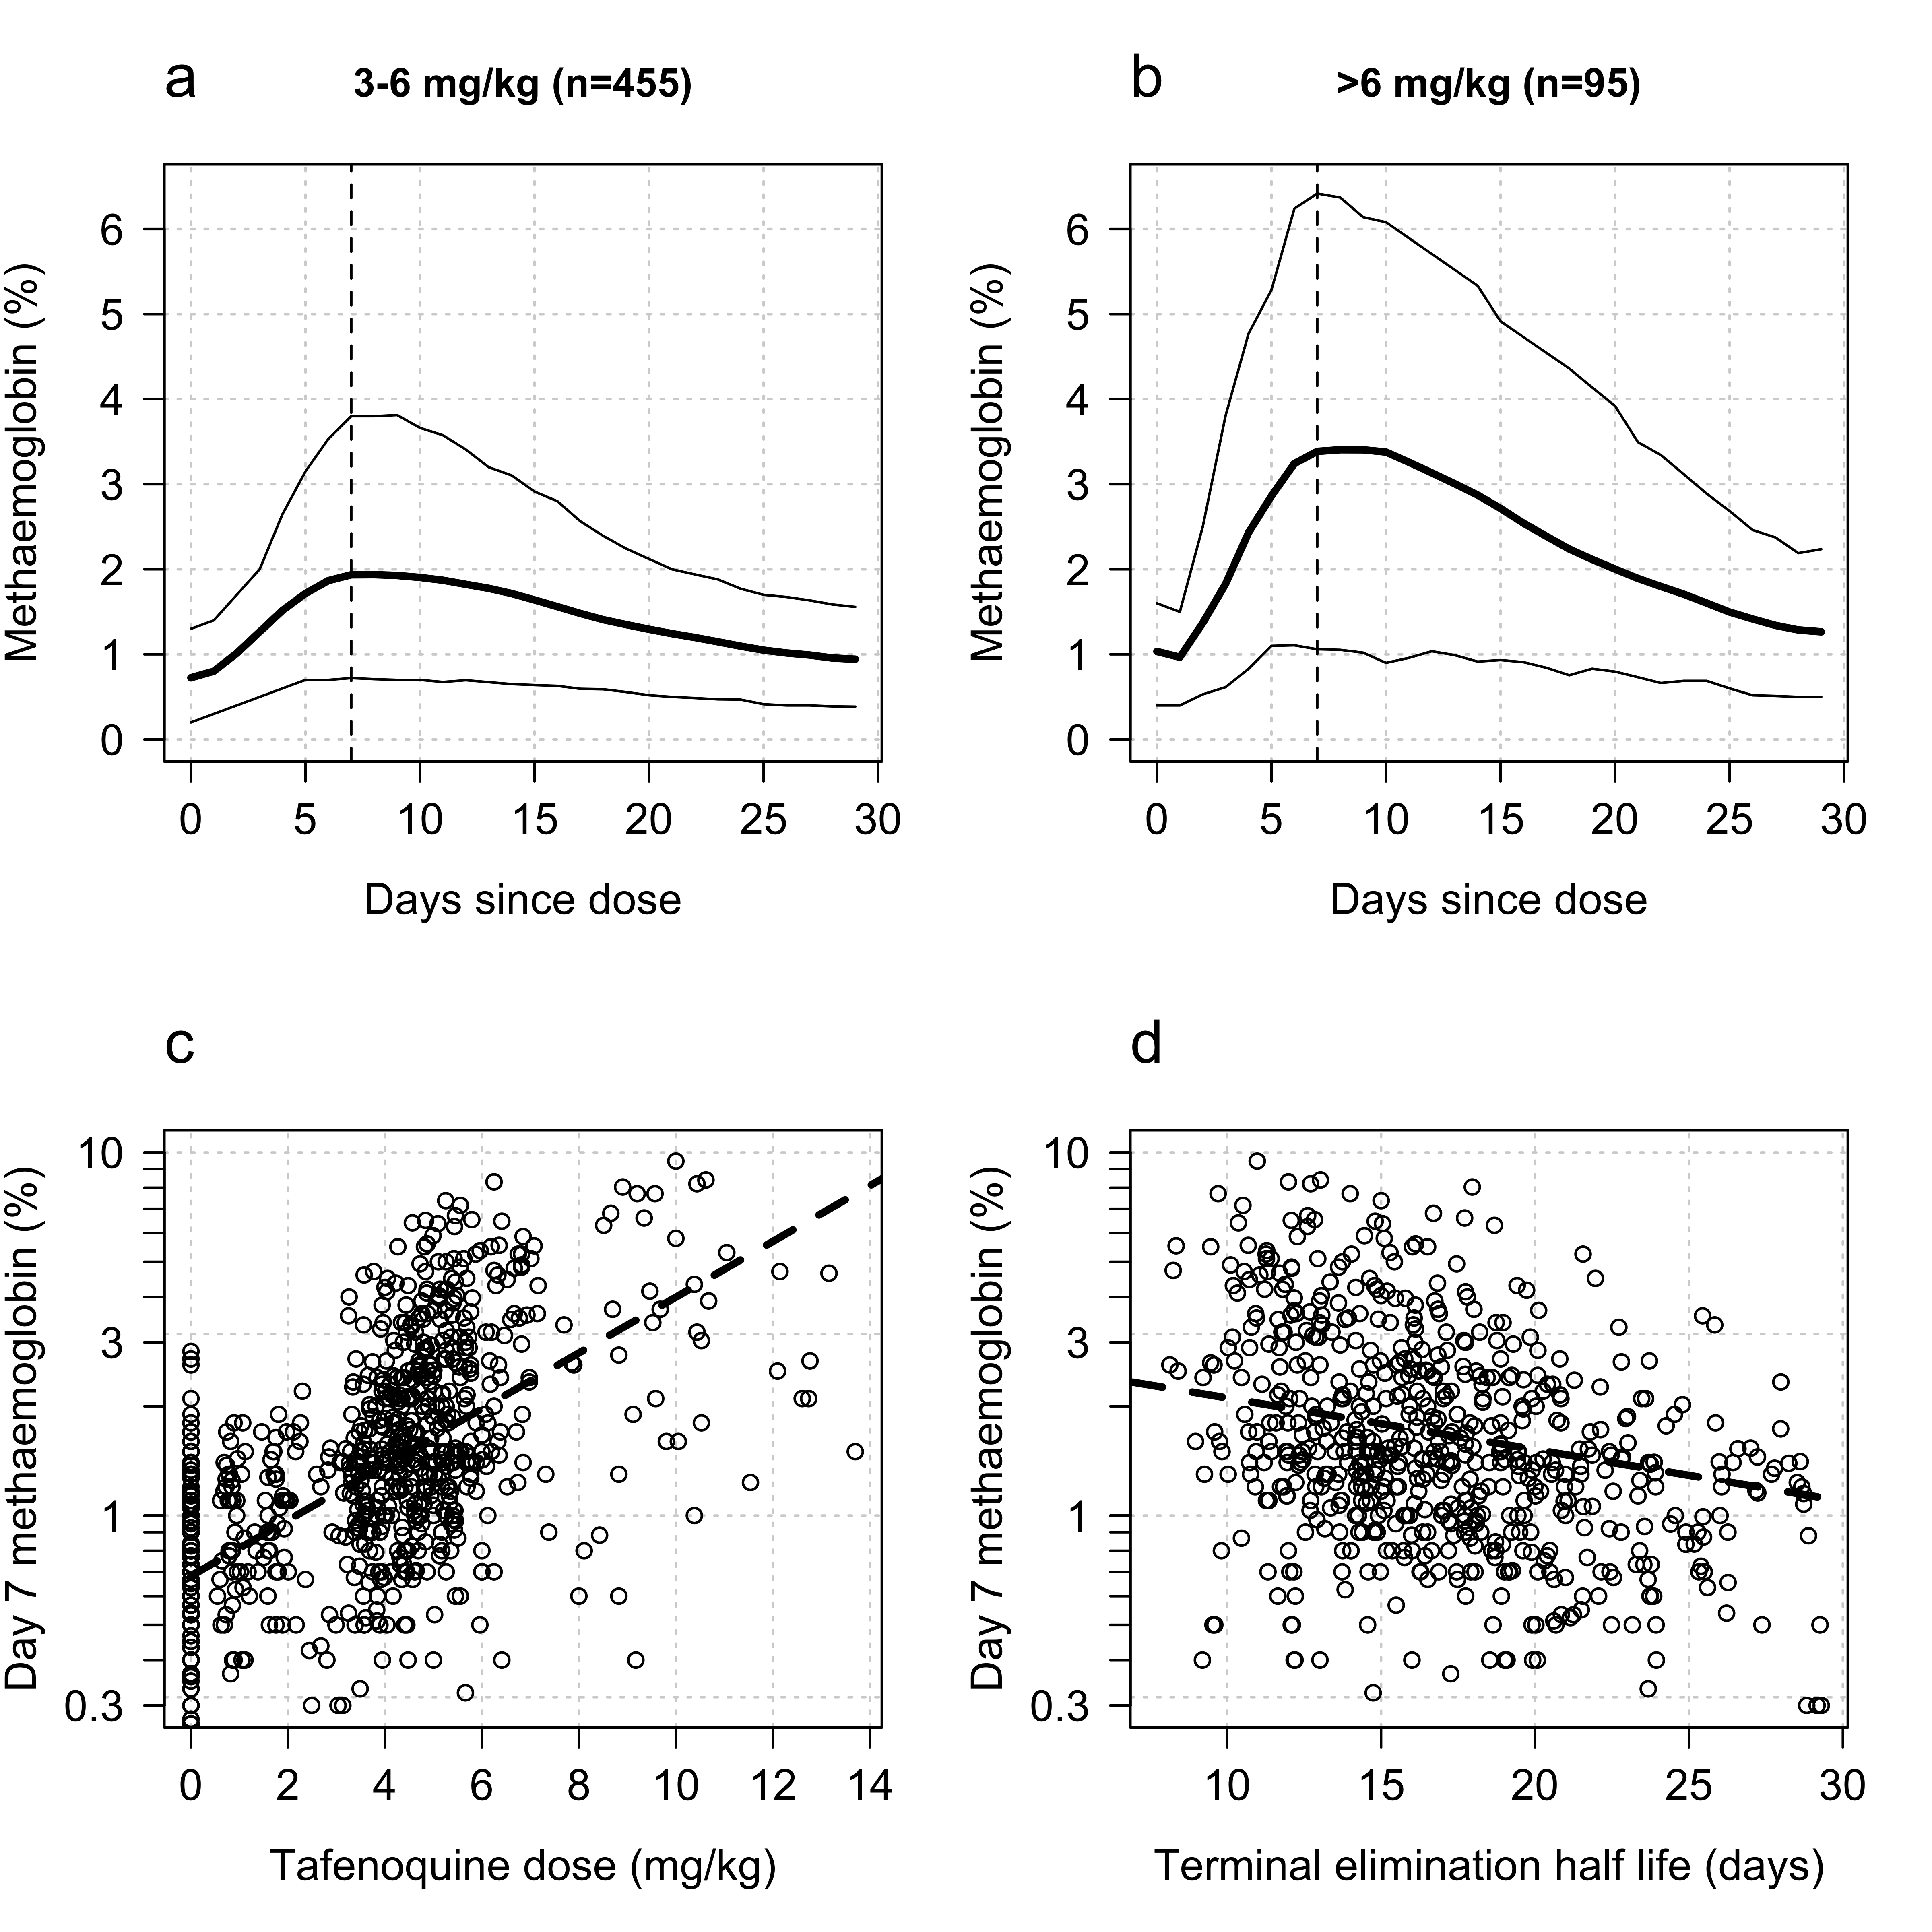 a
3-6 mg/kg (n=455)
Methaemoglobin (%)
6
5
4
3
2
1
0
0 5 10 15 20 25 30
Days since dose
b
>6 mg/kg (n=95)
Methaemoglobin (%)
6
5
4
3
2
1
0
0 5 10 15 20 25 30
Days since dose
c
Day 7 methaemoglobin (%)
10
3
1
0.3
0 2 4 6 8 10 12 14
Tafenoquine dose (mg/kg)
d
Day 7 methaemoglobin (%)
10
3
1
0.3
10 15 20 25 30
Terminal elimination half life (days)